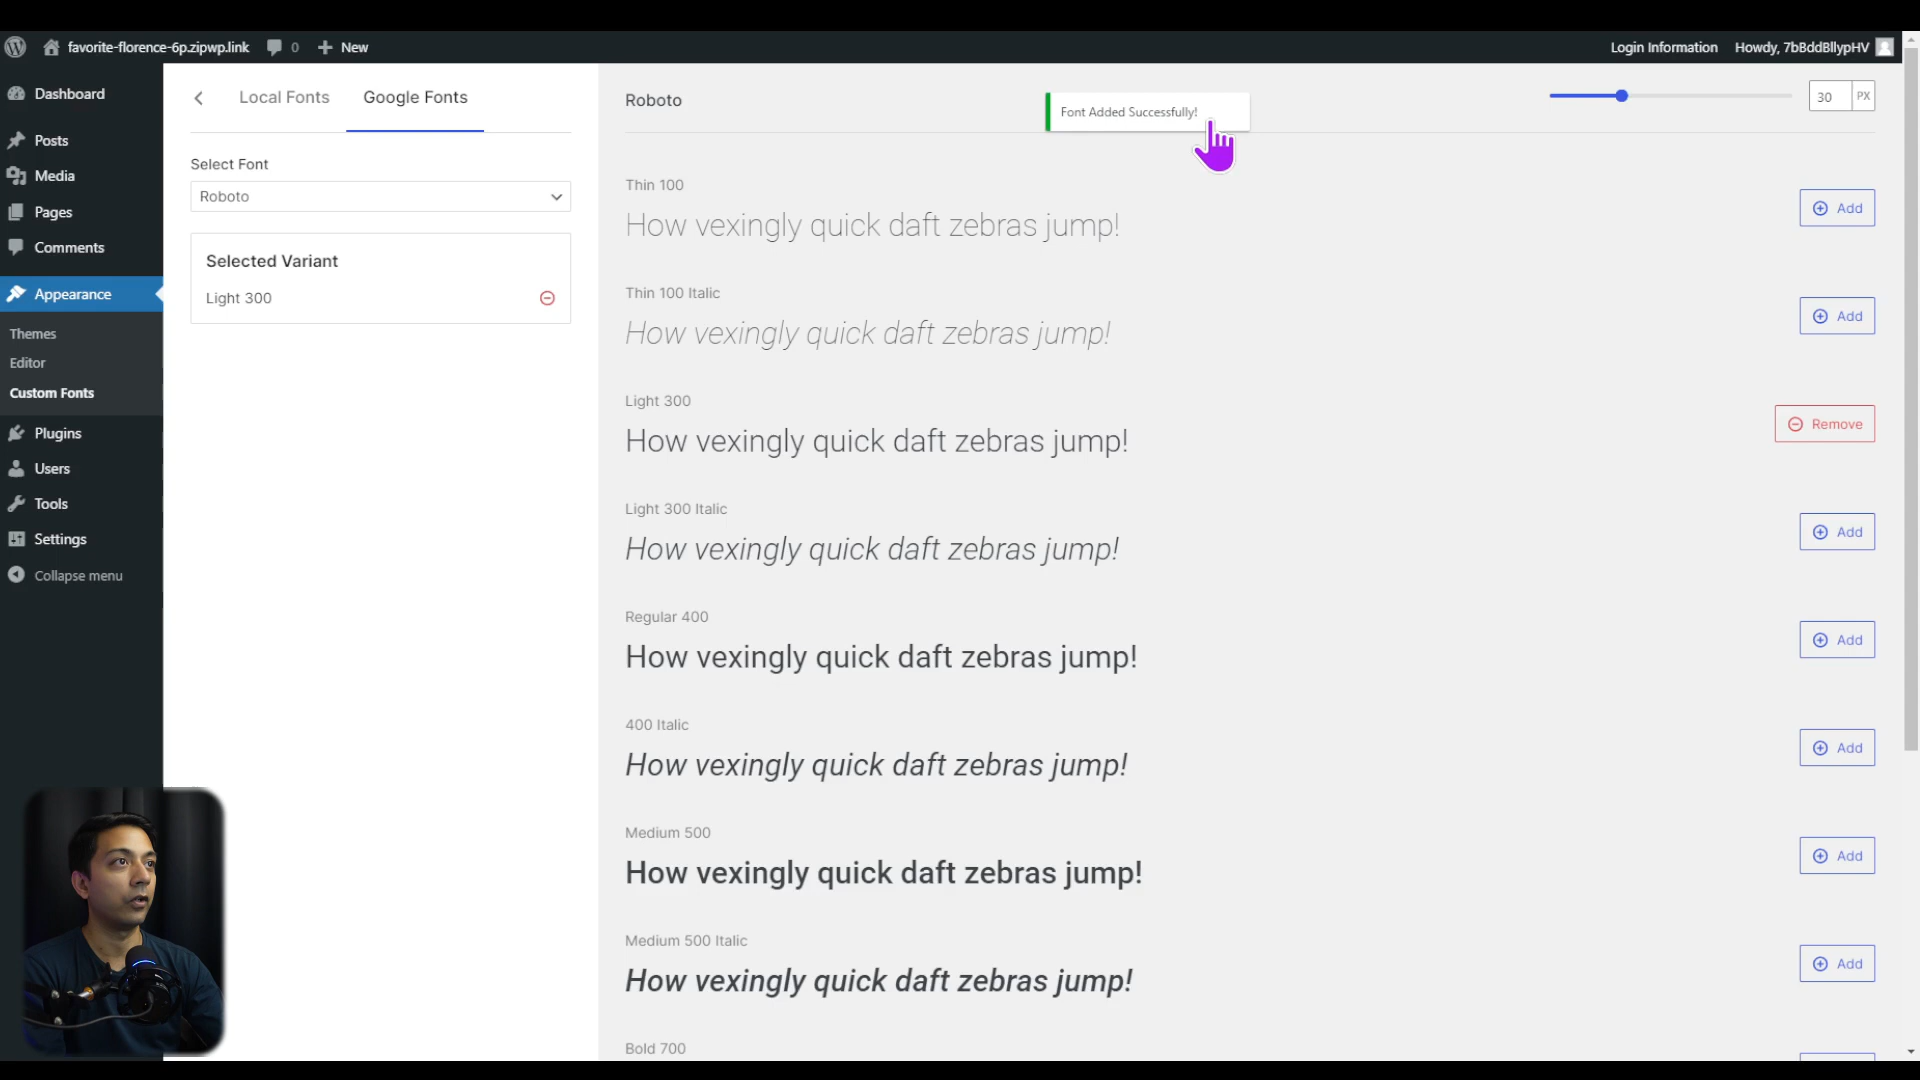 favorite-florence-6p.zipwp.link 0 New
Login Information Howdy, 7bBddBllypHV
Dashboard
Posts
Media
Pages
Comments
Appearance
Themes
Editor
Custom Fonts
Plugins
Users
Tools
Settings
Collapse menu
Local Fonts Google Fonts
Select Font
Roboto
Selected Variant
Light 300
Roboto
Font Added Successfully!
30 PX
Thin 100
How vexingly quick daft zebras jump!
Add
Thin 100 Italic
How vexingly quick daft zebras jump!
Add
Light 300
How vexingly quick daft zebras jump!
Remove
Light 300 Italic
How vexingly quick daft zebras jump!
Add
Regular 400
How vexingly quick daft zebras jump!
Add
400 Italic
How vexingly quick daft zebras jump!
Add
Medium 500
How vexingly quick daft zebras jump!
Add
Medium 500 Italic
How vexingly quick daft zebras jump!
Add
Bold 700